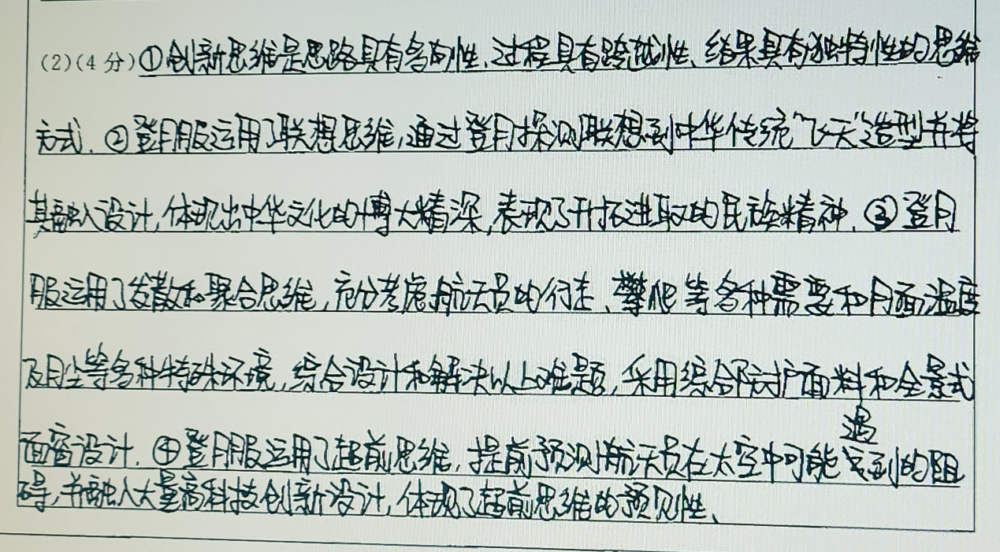 (2)(4分)①创新思维是思路具有多向性、过程具有跨越性、结果具有独特性的思维
方式.②登月服运用了联想思维,通过登月探测联想到中华传统“飞天”造型并将
其融入设计,体现出中华文化的博大精深,表现了开拓进取的民族精神.③登月
服运用了发散和聚合思维,充分考虑航天员的行走、攀爬等各种需要和月面温度
及月尘等各种特殊环境,综合设计和解决以上难题,采用综合防护面料和全景式
面窗设计.④登月服运用了超前思维,提前预测航天员在太空中可能遇到的阻
碍,并融入大量高科技创新设计,体现了超前思维的预见性、